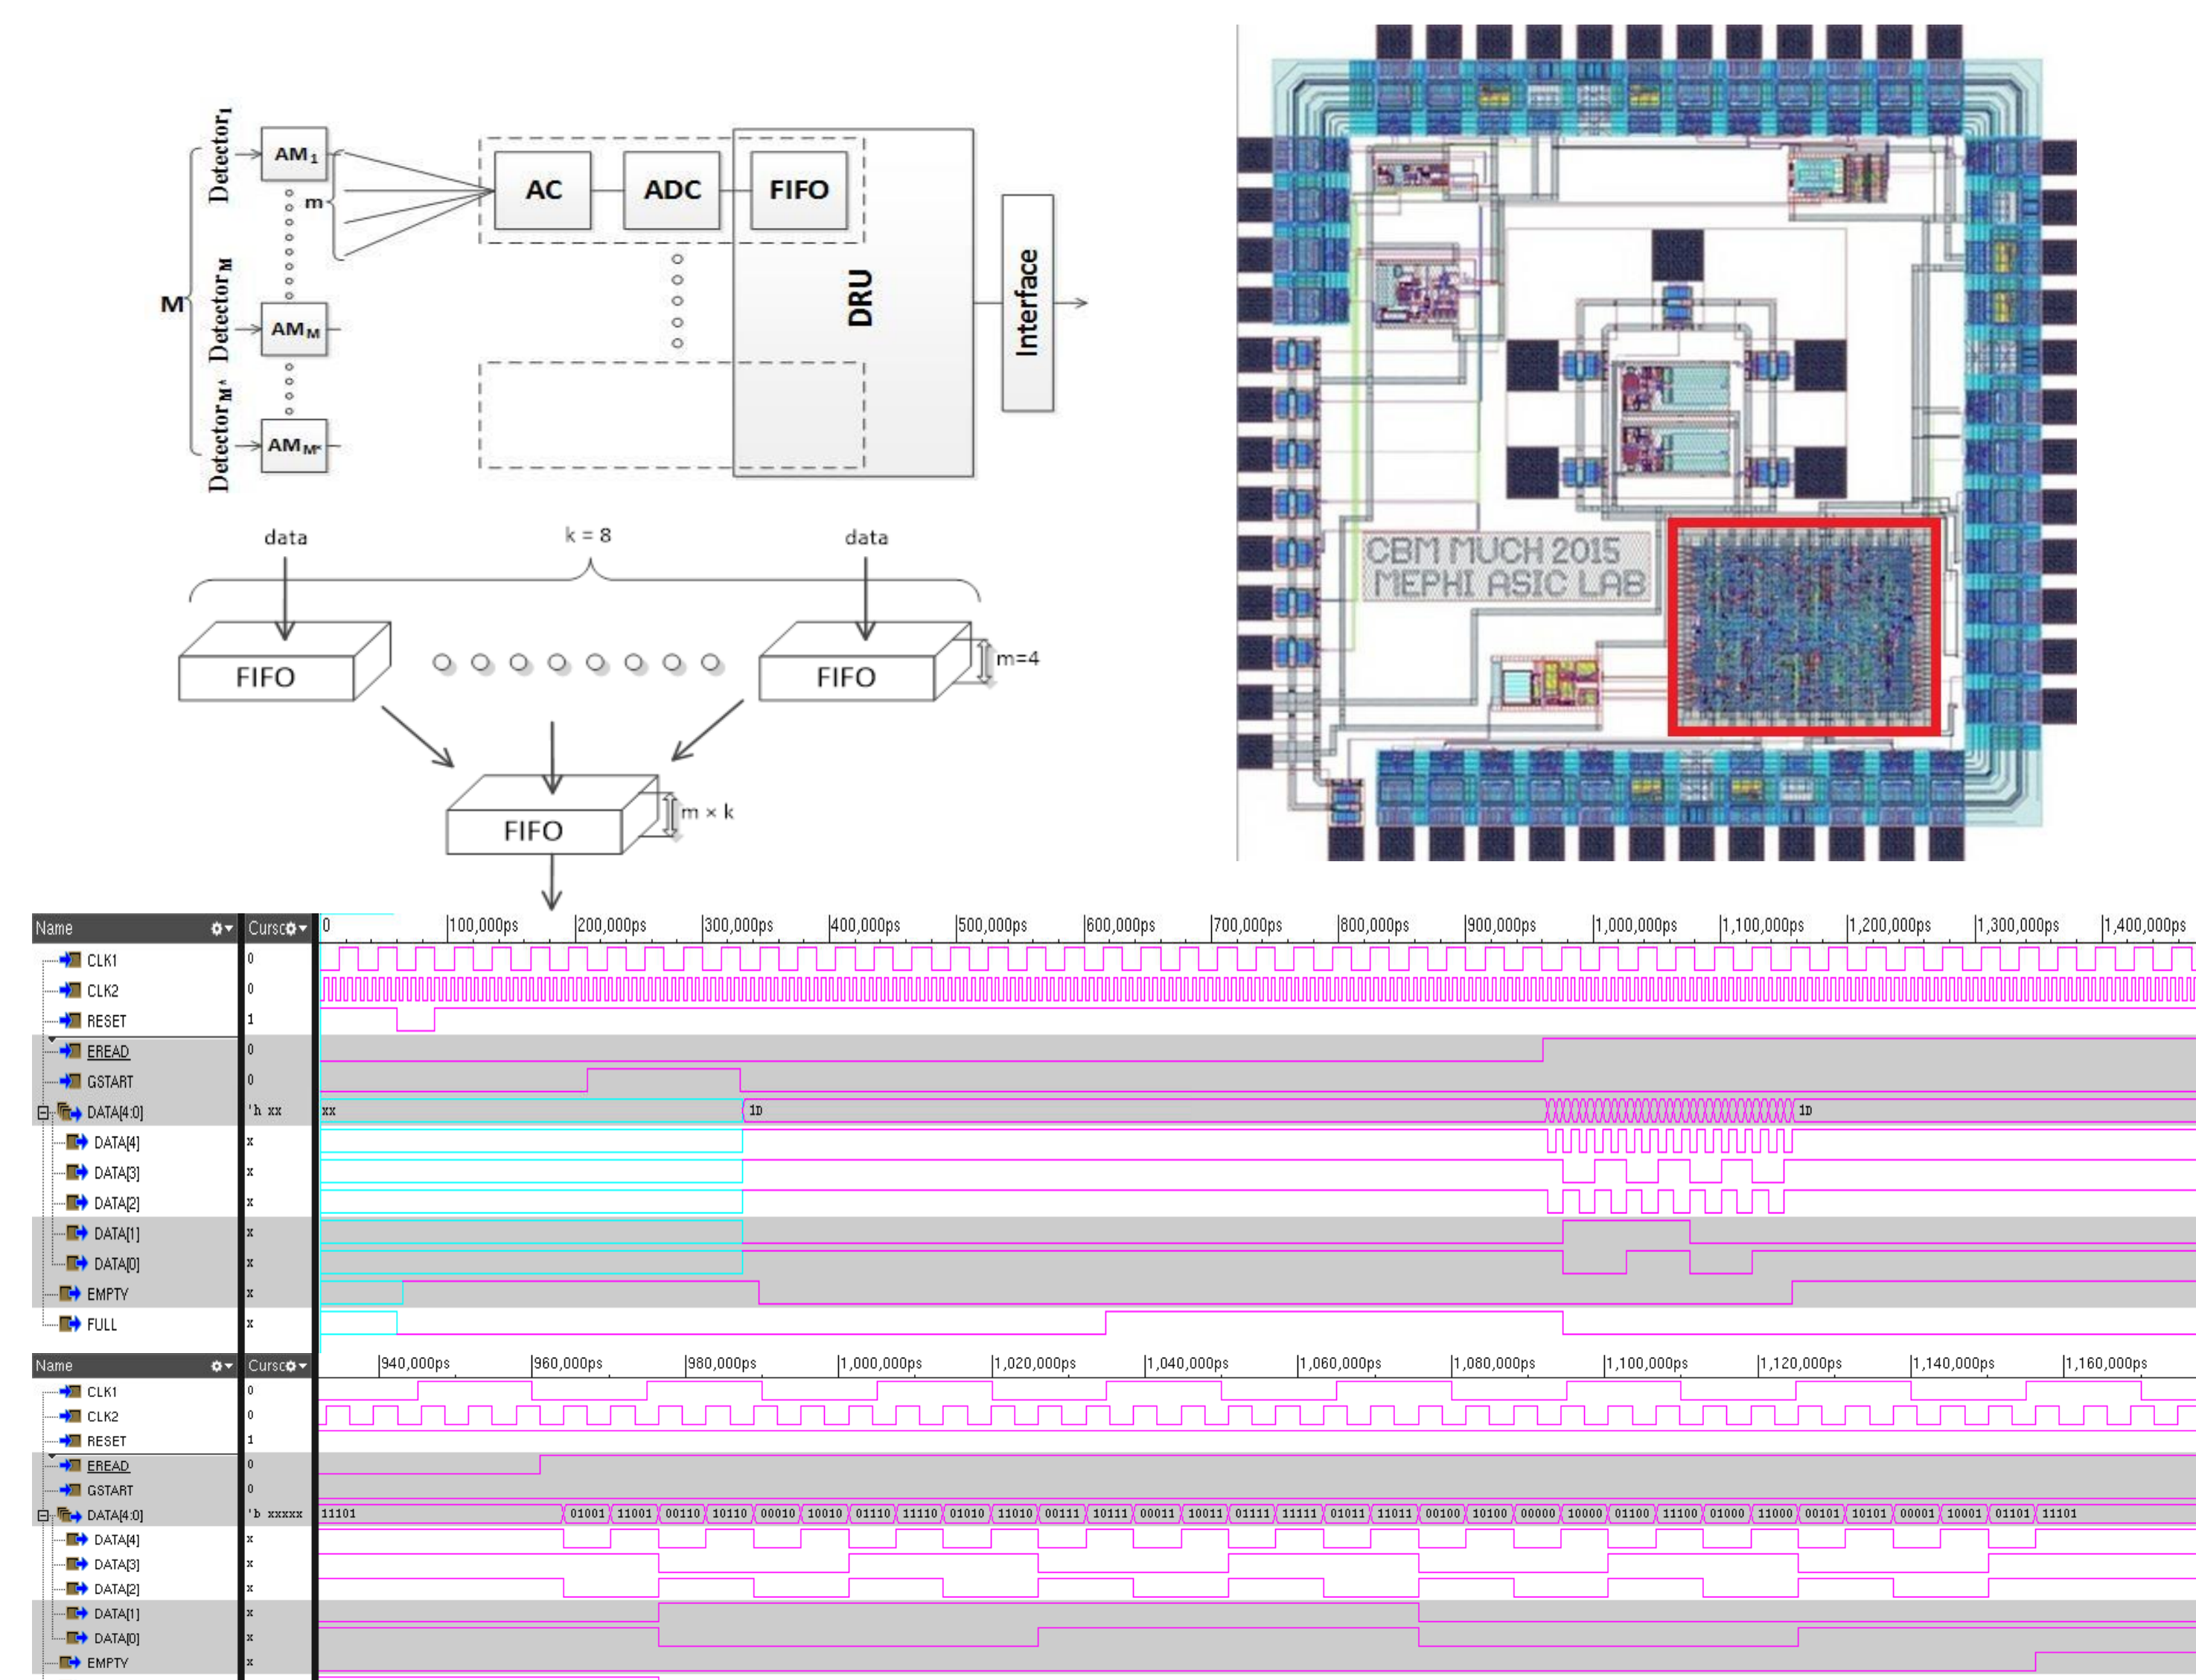 Detector1
AM1
m
AC
ADC
FIFO
M
DetectorM
AMM
DRU
Interface
DetectorM*
AMM*
data
k = 8
data
FIFO
FIFO
m=4
FIFO
m × k
CBM MUCH 2015
MEPHI ASIC LAB
Name Curso 0 100,000ps 200,000ps 300,000ps 400,000ps 500,000ps 600,000ps 700,000ps 800,000ps 900,000ps 1,000,000ps 1,100,000ps 1,200,000ps 1,300,000ps 1,400,000ps
CLK1 0
CLK2 0
RESET 1
EREAD 0
GSTART 0
DATA[4:0] 'h xx xx 1D 1D
DATA[4] x
DATA[3] x
DATA[2] x
DATA[1] x
DATA[0] x
EMPTY x
FULL x
Name Curso 940,000ps 960,000ps 980,000ps 1,000,000ps 1,020,000ps 1,040,000ps 1,060,000ps 1,080,000ps 1,100,000ps 1,120,000ps 1,140,000ps 1,160,000ps
CLK1 0
CLK2 0
RESET 1
EREAD 0
GSTART 0
DATA[4:0] 'b xxxxx 11101 01001 11001 00110 10110 00010 10010 01110 11110 01010 11010 00111 10111 00011 10011 01111 11111 01011 11011 00100 10100 00000 10000 01100 11100 01000 11000 00101 10101 00001 10001 01101 11101
DATA[4] x
DATA[3] x
DATA[2] x
DATA[1] x
DATA[0] x
EMPTY x